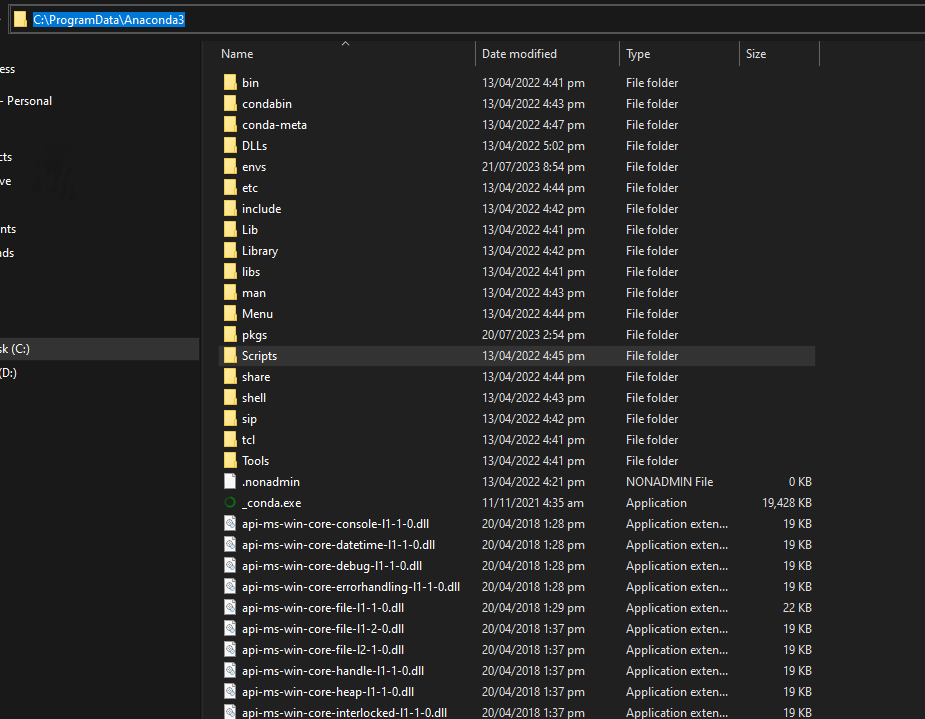 C:\ProgramData\Anaconda3
Name Date modified Type Size
ess
- Personal
cts
ve
nts
nds
sk (C:)
(D:)
bin 13/04/2022 4:41 pm File folder
condabin 13/04/2022 4:43 pm File folder
conda-meta 13/04/2022 4:47 pm File folder
DLLs 13/04/2022 5:02 pm File folder
envs 21/07/2023 8:54 pm File folder
etc 13/04/2022 4:44 pm File folder
include 13/04/2022 4:42 pm File folder
Lib 13/04/2022 4:41 pm File folder
Library 13/04/2022 4:42 pm File folder
libs 13/04/2022 4:41 pm File folder
man 13/04/2022 4:43 pm File folder
Menu 13/04/2022 4:44 pm File folder
pkgs 20/07/2023 2:54 pm File folder
Scripts 13/04/2022 4:45 pm File folder
share 13/04/2022 4:44 pm File folder
shell 13/04/2022 4:43 pm File folder
sip 13/04/2022 4:42 pm File folder
tcl 13/04/2022 4:41 pm File folder
Tools 13/04/2022 4:41 pm File folder
.nonadmin 13/04/2022 4:21 pm NONADMIN File 0 KB
_conda.exe 11/11/2021 4:35 am Application 19,428 KB
api-ms-win-core-console-l1-1-0.dll 20/04/2018 1:28 pm Application exten... 19 KB
api-ms-win-core-datetime-l1-1-0.dll 20/04/2018 1:28 pm Application exten... 19 KB
api-ms-win-core-debug-l1-1-0.dll 20/04/2018 1:28 pm Application exten... 19 KB
api-ms-win-core-errorhandling-l1-1-0.dll 20/04/2018 1:28 pm Application exten... 19 KB
api-ms-win-core-file-l1-1-0.dll 20/04/2018 1:29 pm Application exten... 22 KB
api-ms-win-core-file-l1-2-0.dll 20/04/2018 1:37 pm Application exten... 19 KB
api-ms-win-core-file-l2-1-0.dll 20/04/2018 1:37 pm Application exten... 19 KB
api-ms-win-core-handle-l1-1-0.dll 20/04/2018 1:37 pm Application exten... 19 KB
api-ms-win-core-heap-l1-1-0.dll 20/04/2018 1:37 pm Application exten... 19 KB
api-ms-win-core-interlocked-l1-1-0.dll 20/04/2018 1:37 pm Application exten... 19 KB